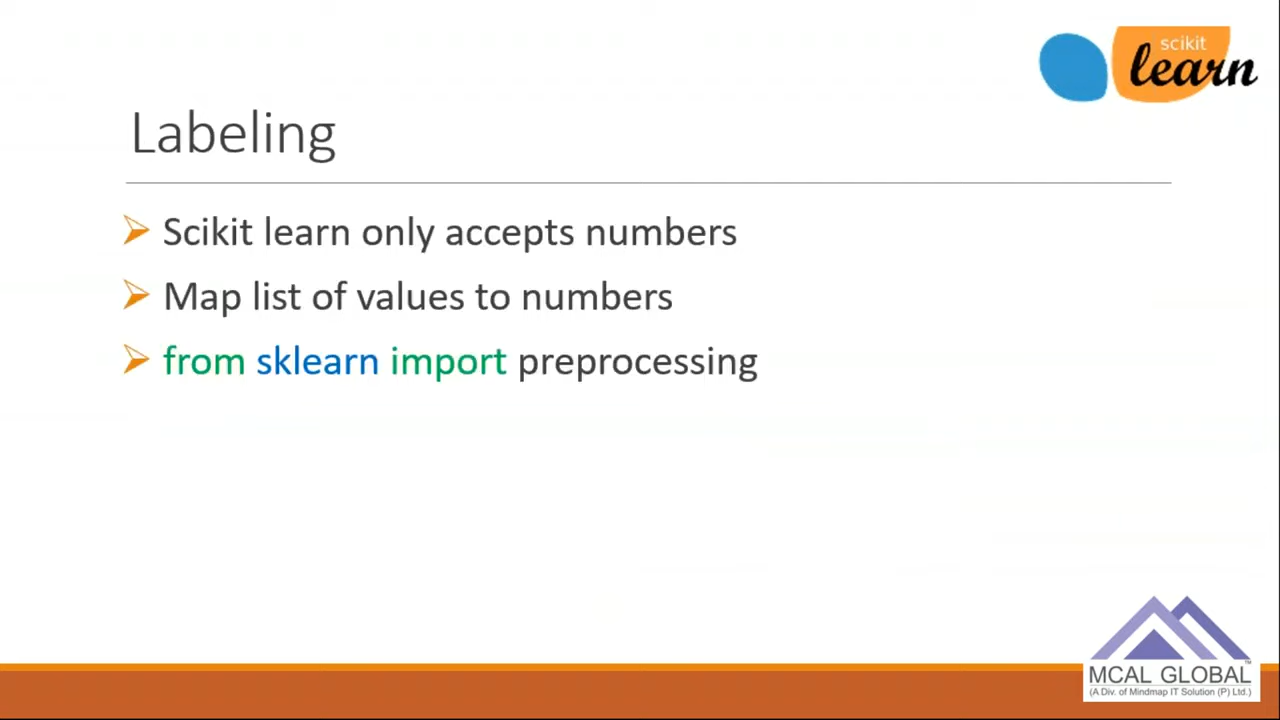 scikit
learn
Labeling
Scikit learn only accepts numbers
Map list of values to numbers
from sklearn import preprocessing
MCAL GLOBAL™
(A Div. of Mindmap IT Solution (P) Ltd.)